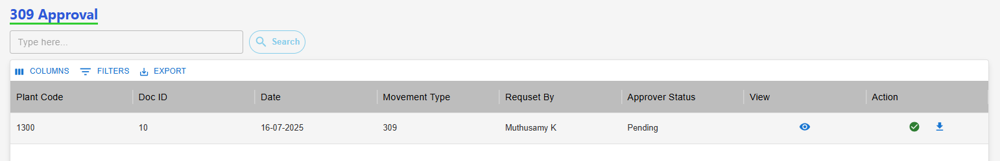 309 Approval
Type here... Search
COLUMNS FILTERS EXPORT
Plant Code Doc ID Date Movement Type Requset By Approver Status View Action
1300 10 16-07-2025 309 Muthusamy K Pending